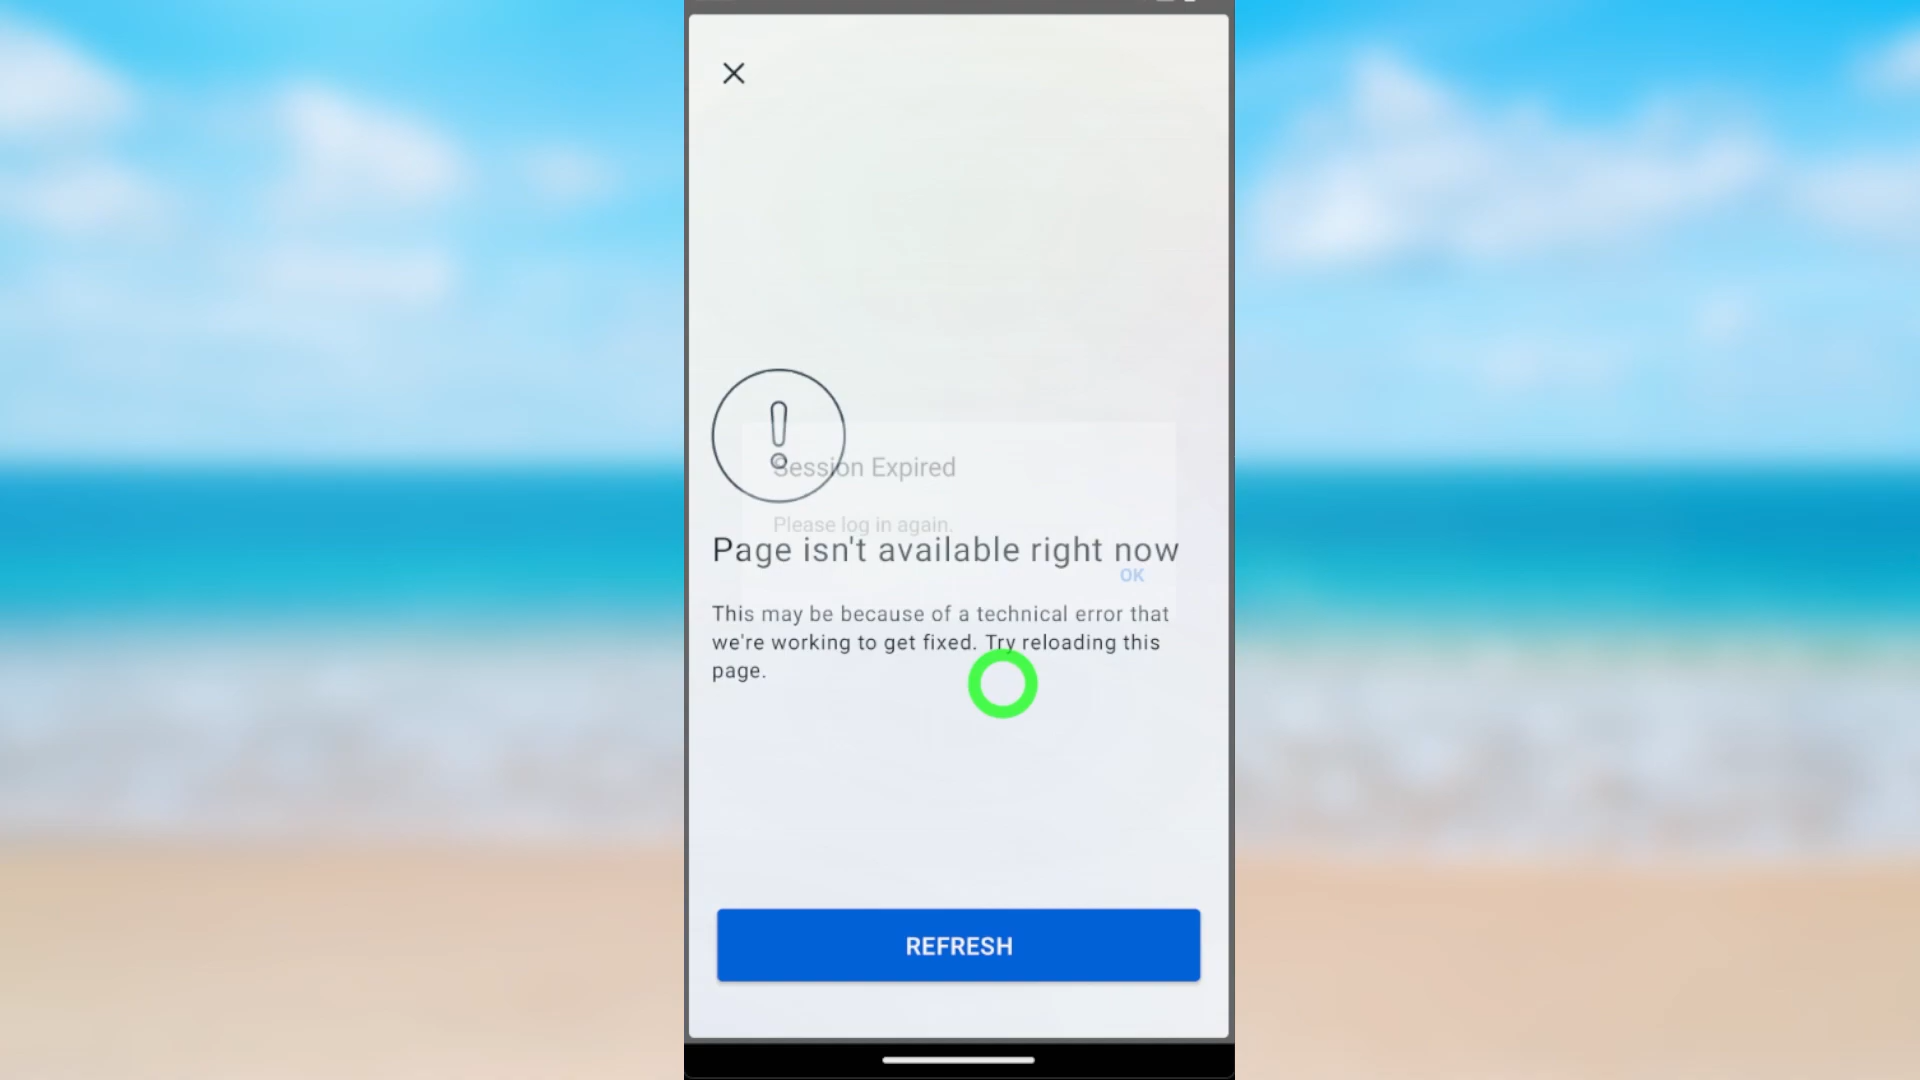 Session Expired
Please log in again.
Page isn't available right now
OK
This may be because of a technical error that
we're working to get fixed. Try reloading this
page.
REFRESH